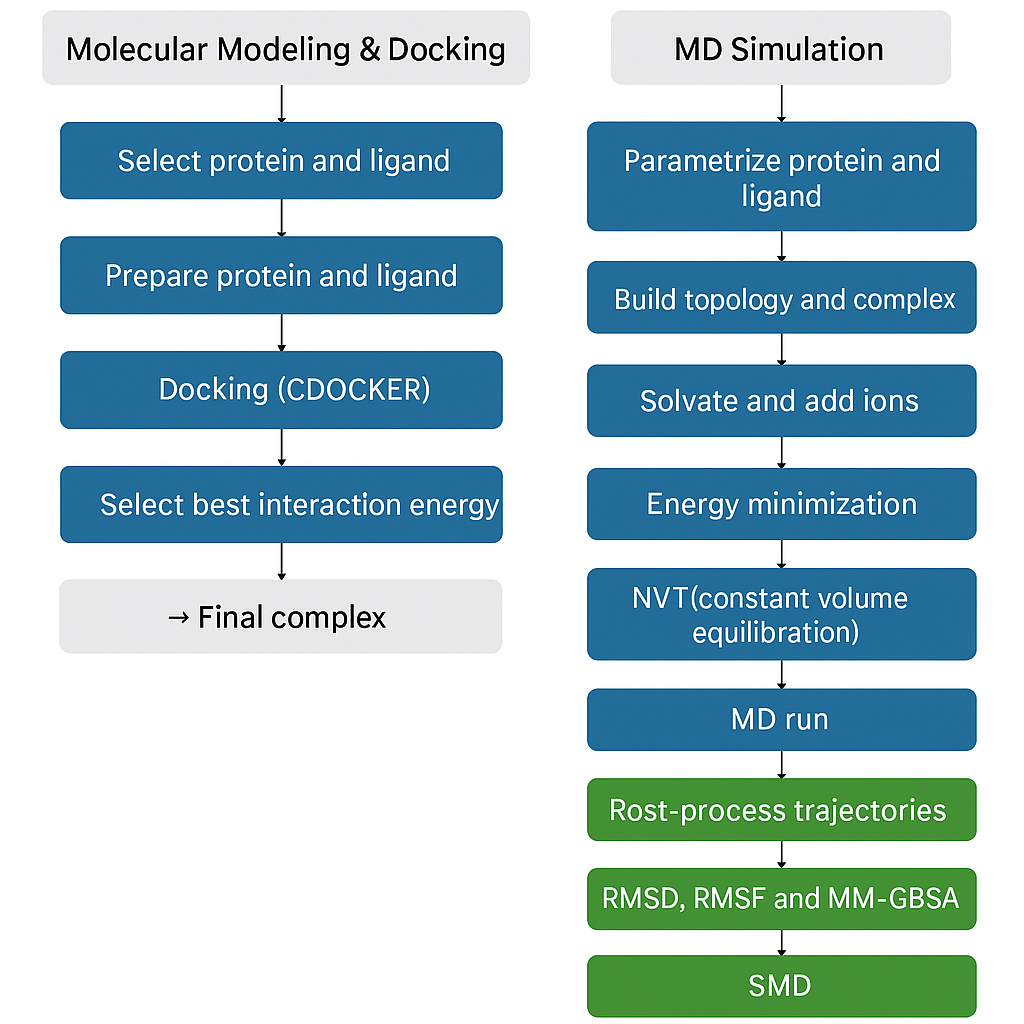 Molecular Modeling & Docking
Select protein and ligand
Prepare protein and ligand
Docking (CDOCKER)
Select best interaction energy
→ Final complex
MD Simulation
Parametrize protein and
ligand
Build topology and complex
Solvate and add ions
Energy minimization
NVT(constant volume
equilibration)
MD run
Rost-process trajectories
RMSD, RMSF and MM-GBSA
SMD